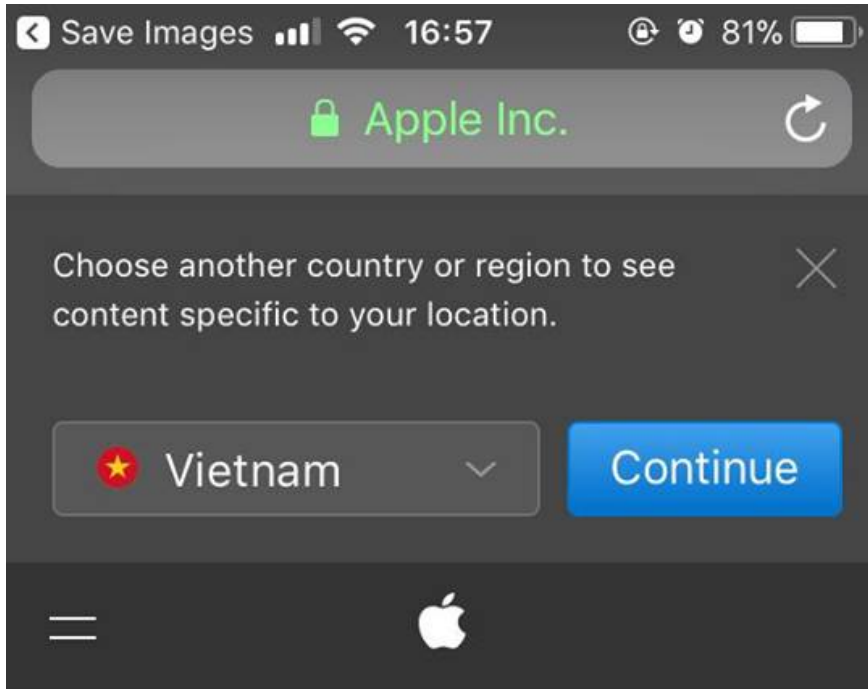 Save Images 16:57 81%
Apple Inc.
Choose another country or region to see
content specific to your location.
Vietnam Continue